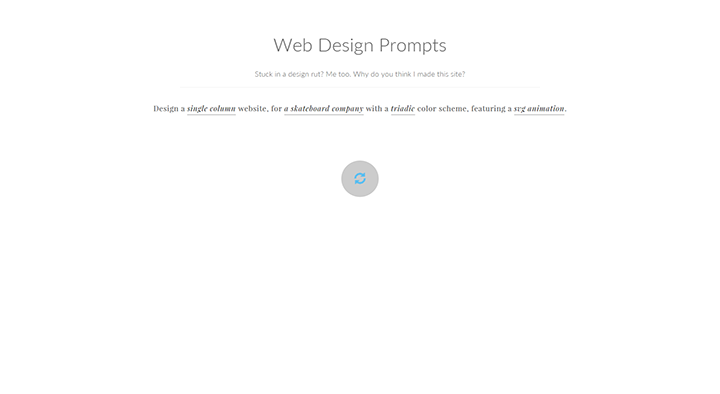 Web Design Prompts
Stuck in a design rut? Me too. Why do you think I made this site?
Design a single column website, for a skateboard company with a triadic color scheme, featuring a svg animation.